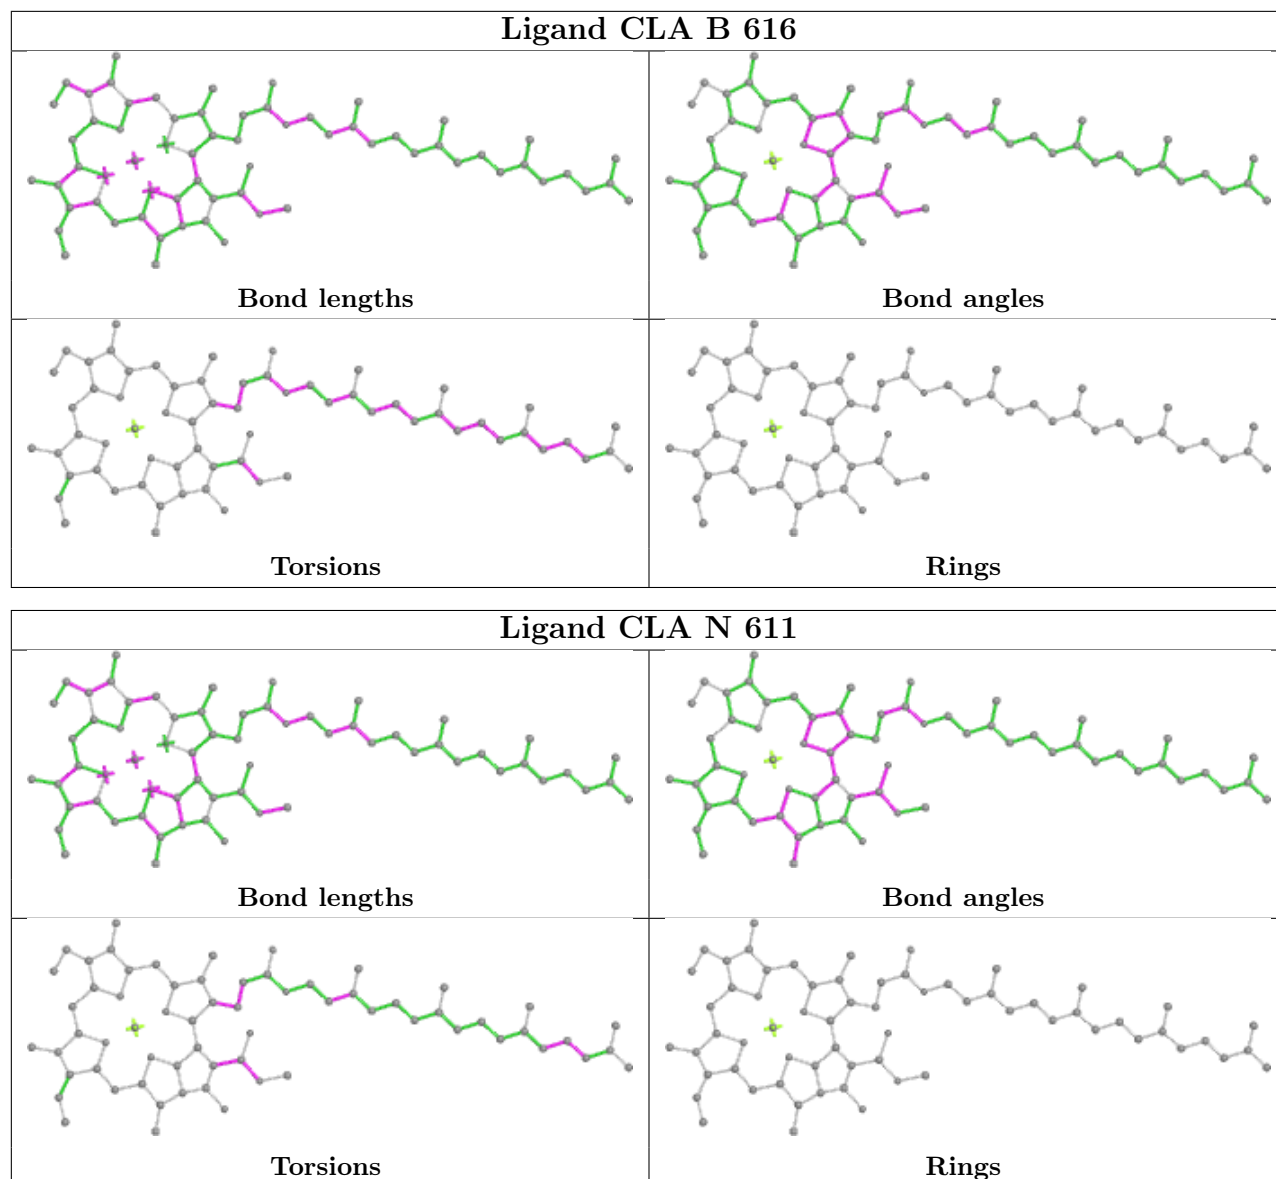 Ligand CLA B 616
Bond lengths
Bond angles
Torsions
Rings
Ligand CLA N 611
Bond lengths
Bond angles
Torsions
Rings